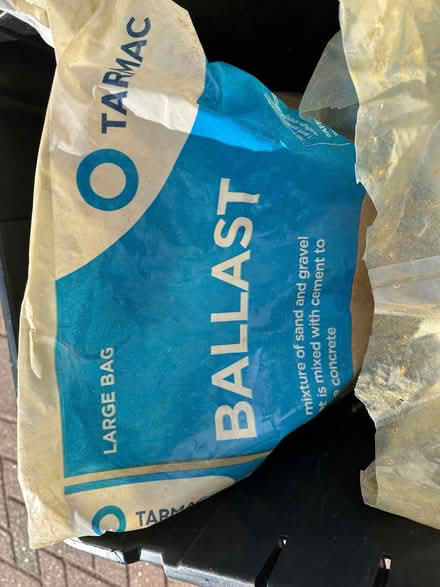 TARMAC
LARGE BAG
BALLAST
mixture of sand and gravel
t is mixed with cement to
concrete
TARMAC